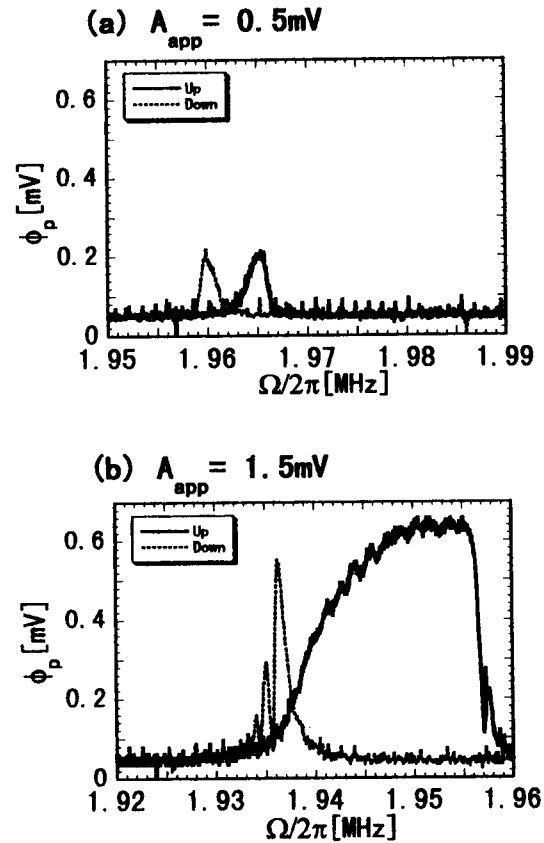 (a) A_app = 0.5mV
Up
Down
0.6
0.4
0.2
0
ϕ_p [mV]
1.95 1.96 1.97 1.98 1.99
Ω/2π[MHz]
(b) A_app = 1.5mV
Up
Down
0.6
0.4
0.2
0
ϕ_p [mV]
1.92 1.93 1.94 1.95 1.96
Ω/2π[MHz]